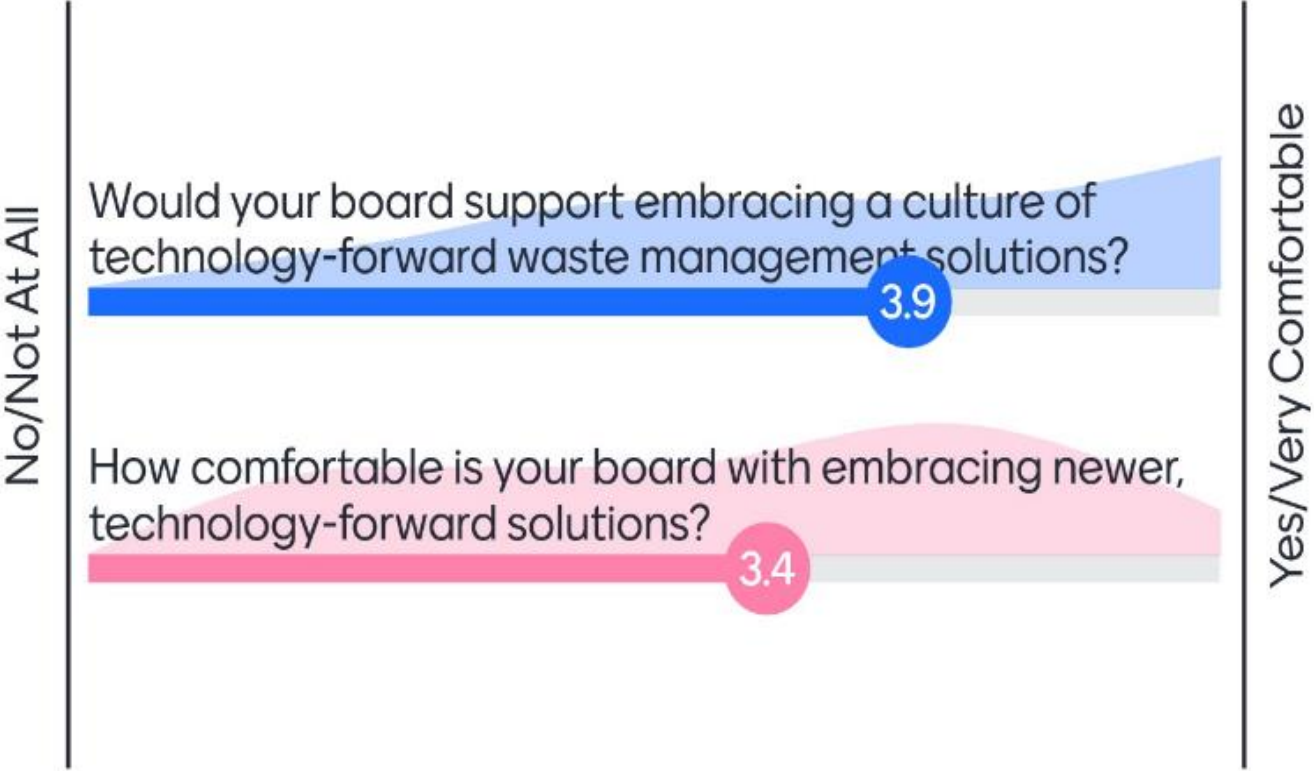 No/Not At All
Would your board support embracing a culture of
technology-forward waste management solutions?
3.9
How comfortable is your board with embracing newer,
technology-forward solutions?
3.4
Yes/Very Comfortable